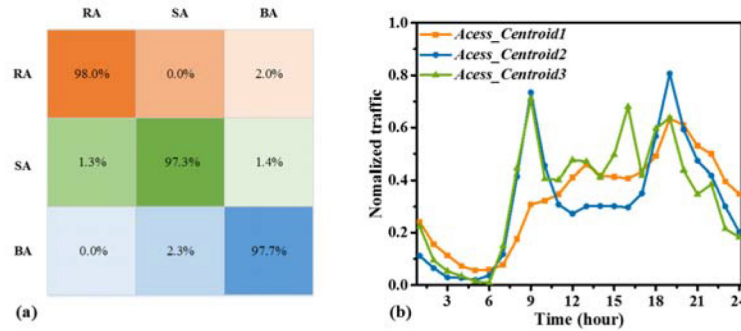 RA SA BA
RA 98.0% 0.0% 2.0%
SA 1.3% 97.3% 1.4%
BA 0.0% 2.3% 97.7%
(a)
Nomalized traffic
1.0
0.8
0.6
0.4
0.2
0.0
Acess_Centroid1
Acess_Centroid2
Acess_Centroid3
3 6 9 12 15 18 21 24
Time (hour)
(b)